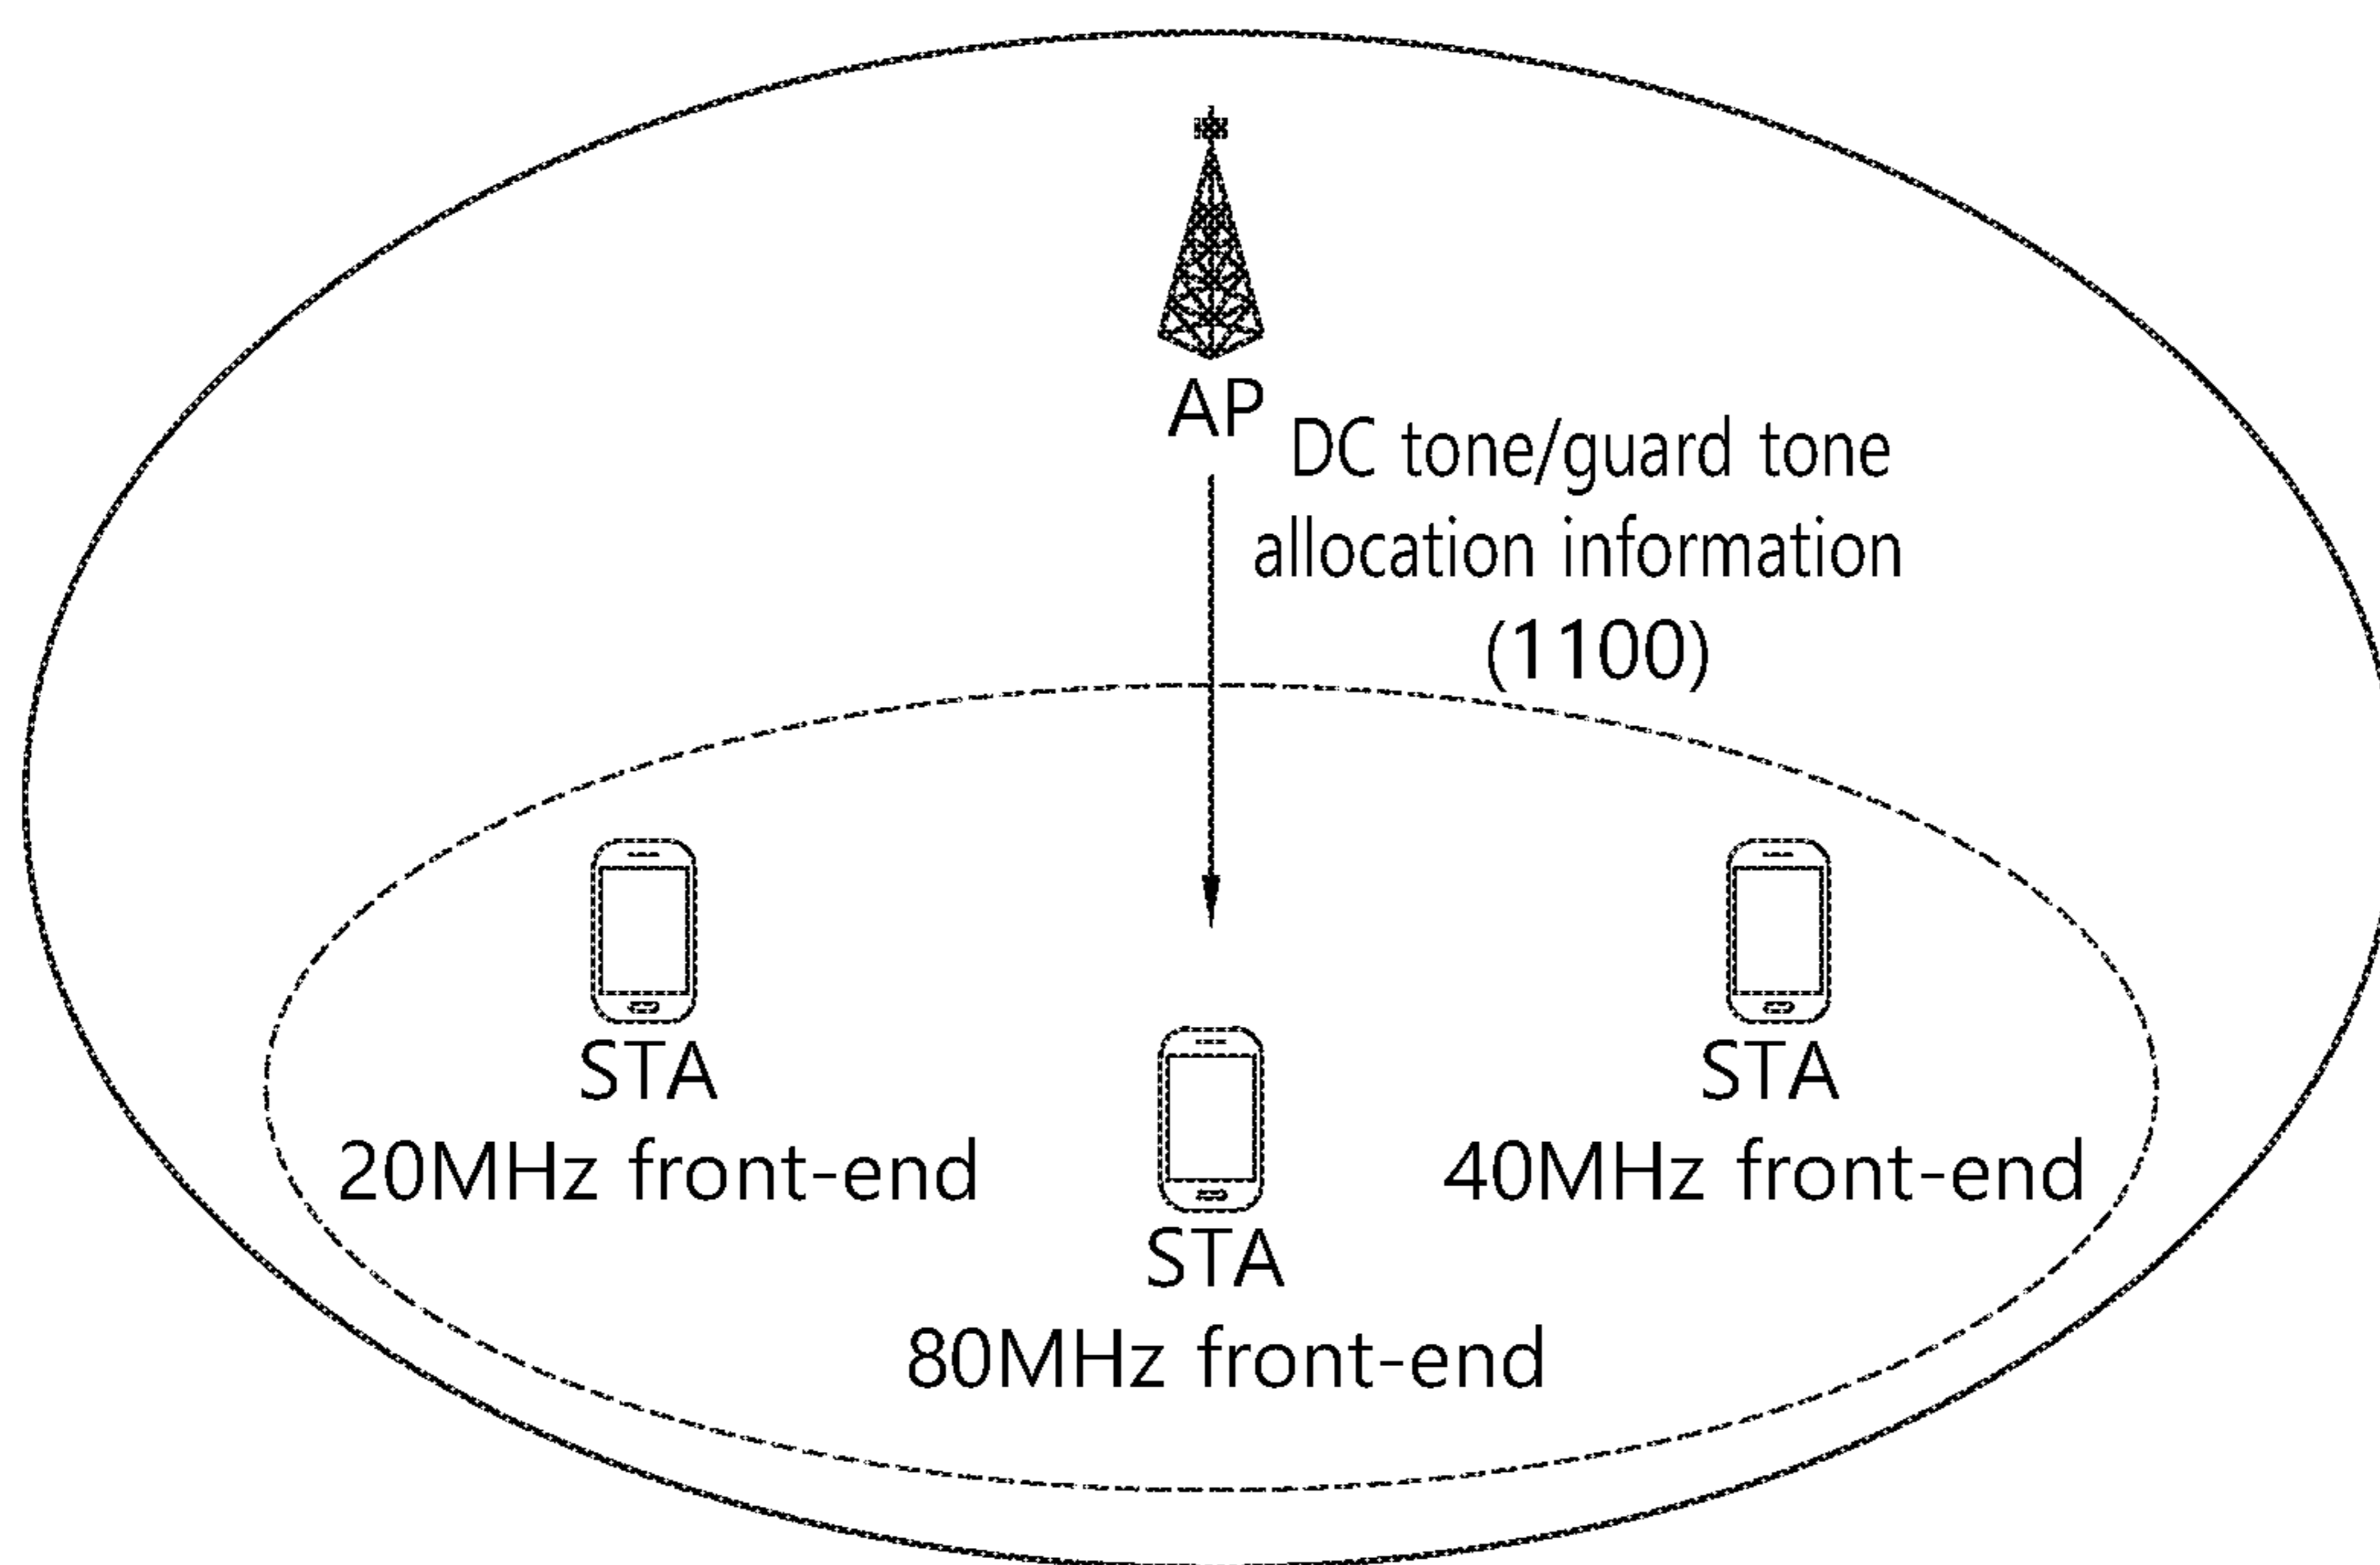 AP
DC tone/guard tone
allocation information
(1100)
STA
20MHz front-end
STA
80MHz front-end
STA
40MHz front-end